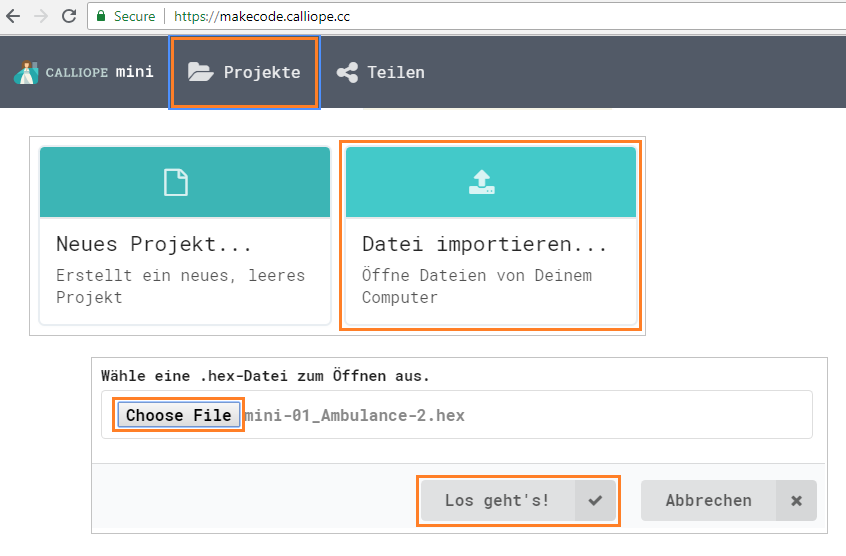 Secure https://makecode.calliope.cc
CALLIOPE mini Projekte Teilen
Neues Projekt...
Erstellt ein neues, leeres
Projekt
Datei importieren...
Öffne Dateien von Deinem
Computer
Wähle eine .hex-Datei zum Öffnen aus.
Choose File mini-01_Ambulance-2.hex
Los geht's! Abbrechen